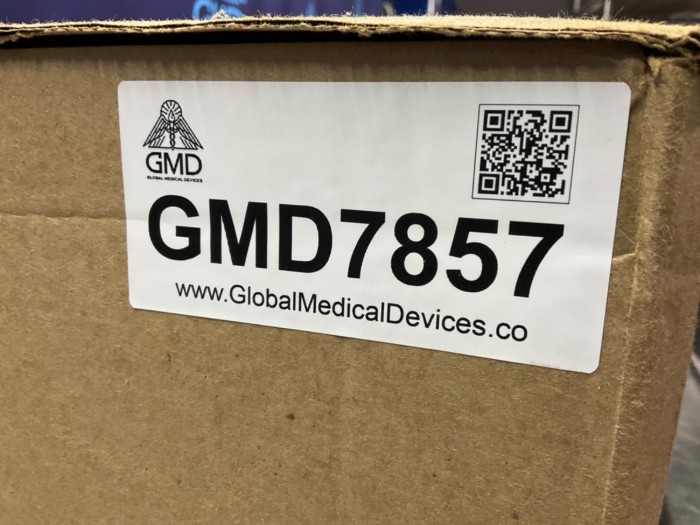 GMD
GLOBAL MEDICAL DEVICES
GMD7857
www.GlobalMedicalDevices.co